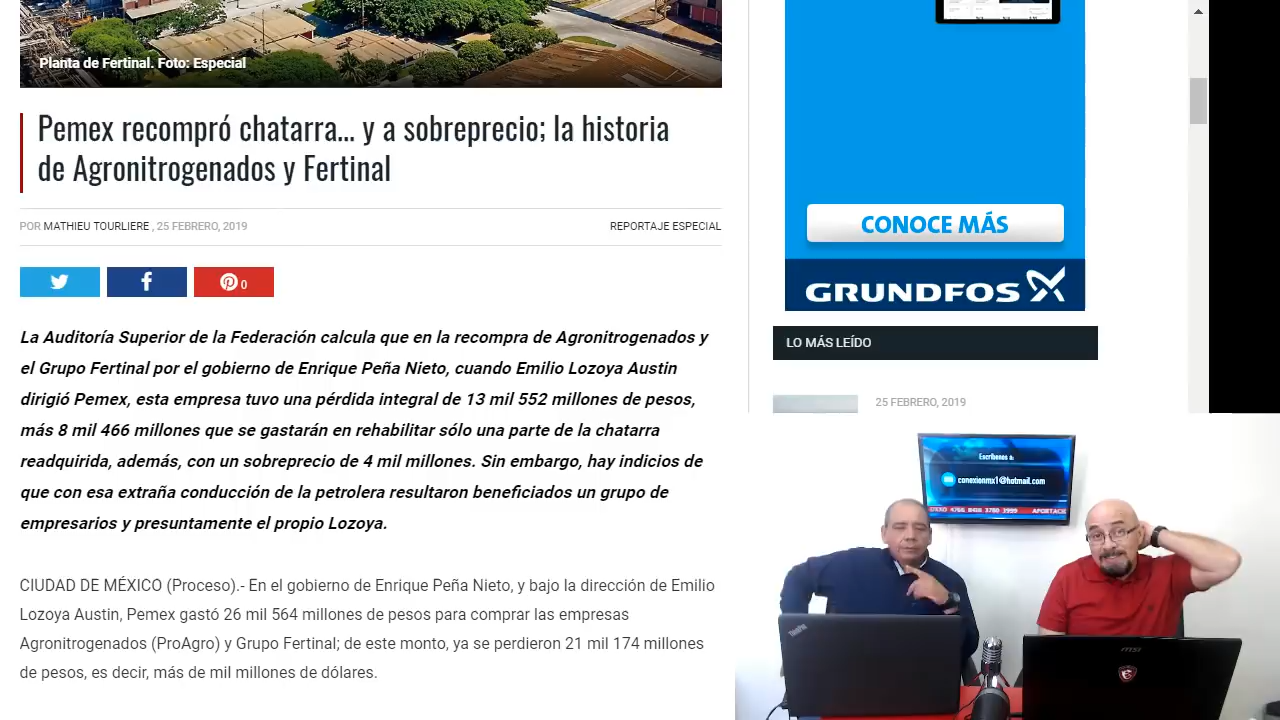 Planta de Fertinal. Foto: Especial
Pemex recompró chatarra... y a sobreprecio; la historia
de Agronitrogenados y Fertinal
POR MATHIEU TOURLIERE , 25 FEBRERO, 2019
REPORTAJE ESPECIAL
0
La Auditoría Superior de la Federación calcula que en la recompra de Agronitrogenados y
el Grupo Fertinal por el gobierno de Enrique Peña Nieto, cuando Emilio Lozoya Austin
dirigió Pemex, esta empresa tuvo una pérdida integral de 13 mil 552 millones de pesos,
más 8 mil 466 millones que se gastarán en rehabilitar sólo una parte de la chatarra
readquirida, además, con un sobreprecio de 4 mil millones. Sin embargo, hay indicios de
que con esa extraña conducción de la petrolera resultaron beneficiados un grupo de
empresarios y presuntamente el propio Lozoya.
CIUDAD DE MÉXICO (Proceso).- En el gobierno de Enrique Peña Nieto, y bajo la dirección de Emilio
Lozoya Austin, Pemex gastó 26 mil 564 millones de pesos para comprar las empresas
Agronitrogenados (ProAgro) y Grupo Fertinal; de este monto, ya se perdieron 21 mil 174 millones
de pesos, es decir, más de mil millones de dólares.
CONOCE MÁS
GRUNDFOS
LO MÁS LEÍDO
25 FEBRERO, 2019
Escríbenos a:
conexionmx1@hotmail.com
4766 8418 3780 3999 AFORTACIO
ThinkPad
msi